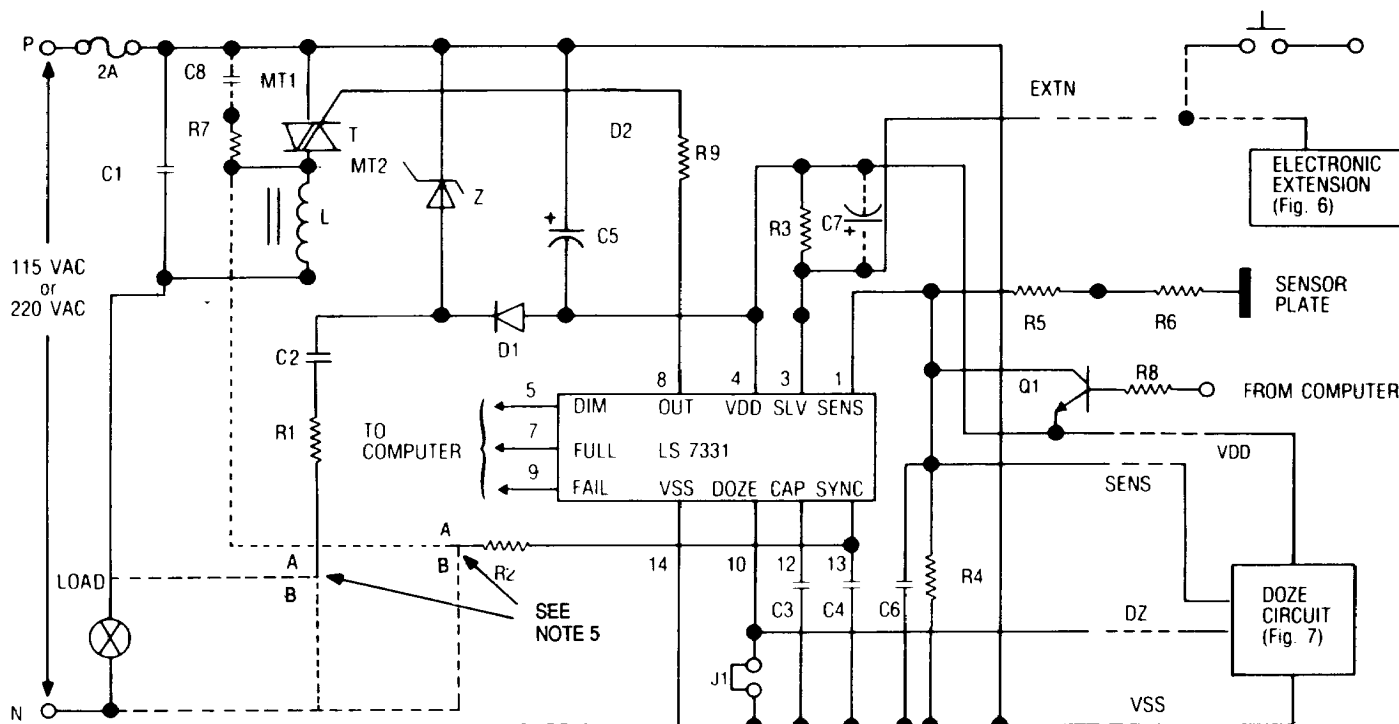 P
2A
C8
MT1
EXTN
R7
T
D2
R9
MT2
C1
Z
L
C5
R3
C7
+
+
ELECTRONIC
EXTENSION
(Fig. 6)
115 VAC
or
220 VAC
SENSOR
PLATE
R5
R6
C2
D1
R1
8
4
3
1
Q1
R8
FROM COMPUTER
TO
COMPUTER
5
7
9
DIM
OUT
VDD
SLV
SENS
FULL
LS 7331
FAIL
VSS
DOZE
CAP
SYNC
VDD
SENS
A
B
A
B
R2
14
10
12
13
LOAD
SEE
NOTE 5
C3
C4
C6
R4
DZ
DOZE
CIRCUIT
(Fig. 7)
J1
N
VSS